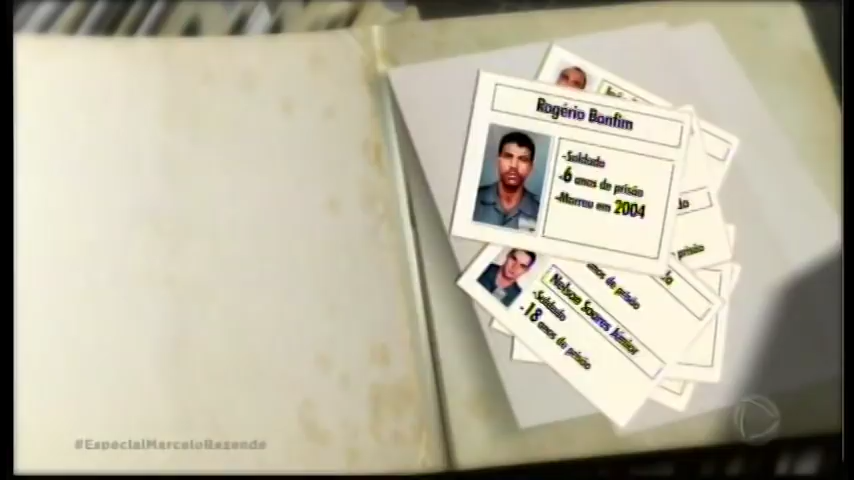 Rogério Bonfim
-Soldado
-6 anos de prisão
-Morreu em 2004
anos de prisão
Nelson Soares Júnior
-Soldado
-18 anos de prisão
prisão
#EspecialMarceloRezende